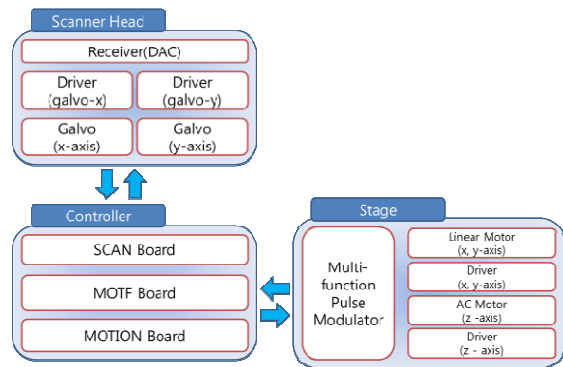 Scanner Head
Receiver(DAC)
Driver
(galvo-x)
Driver
(galvo-y)
Galvo
(x-axis)
Galvo
(y-axis)
Controller
SCAN Board
MOTF Board
MOTION Board
Stage
Multi-
function
Pulse
Modulator
Linear Motor
(x, y-axis)
Driver
(x, y-axis)
AC Motor
(z -axis)
Driver
(z - axis)